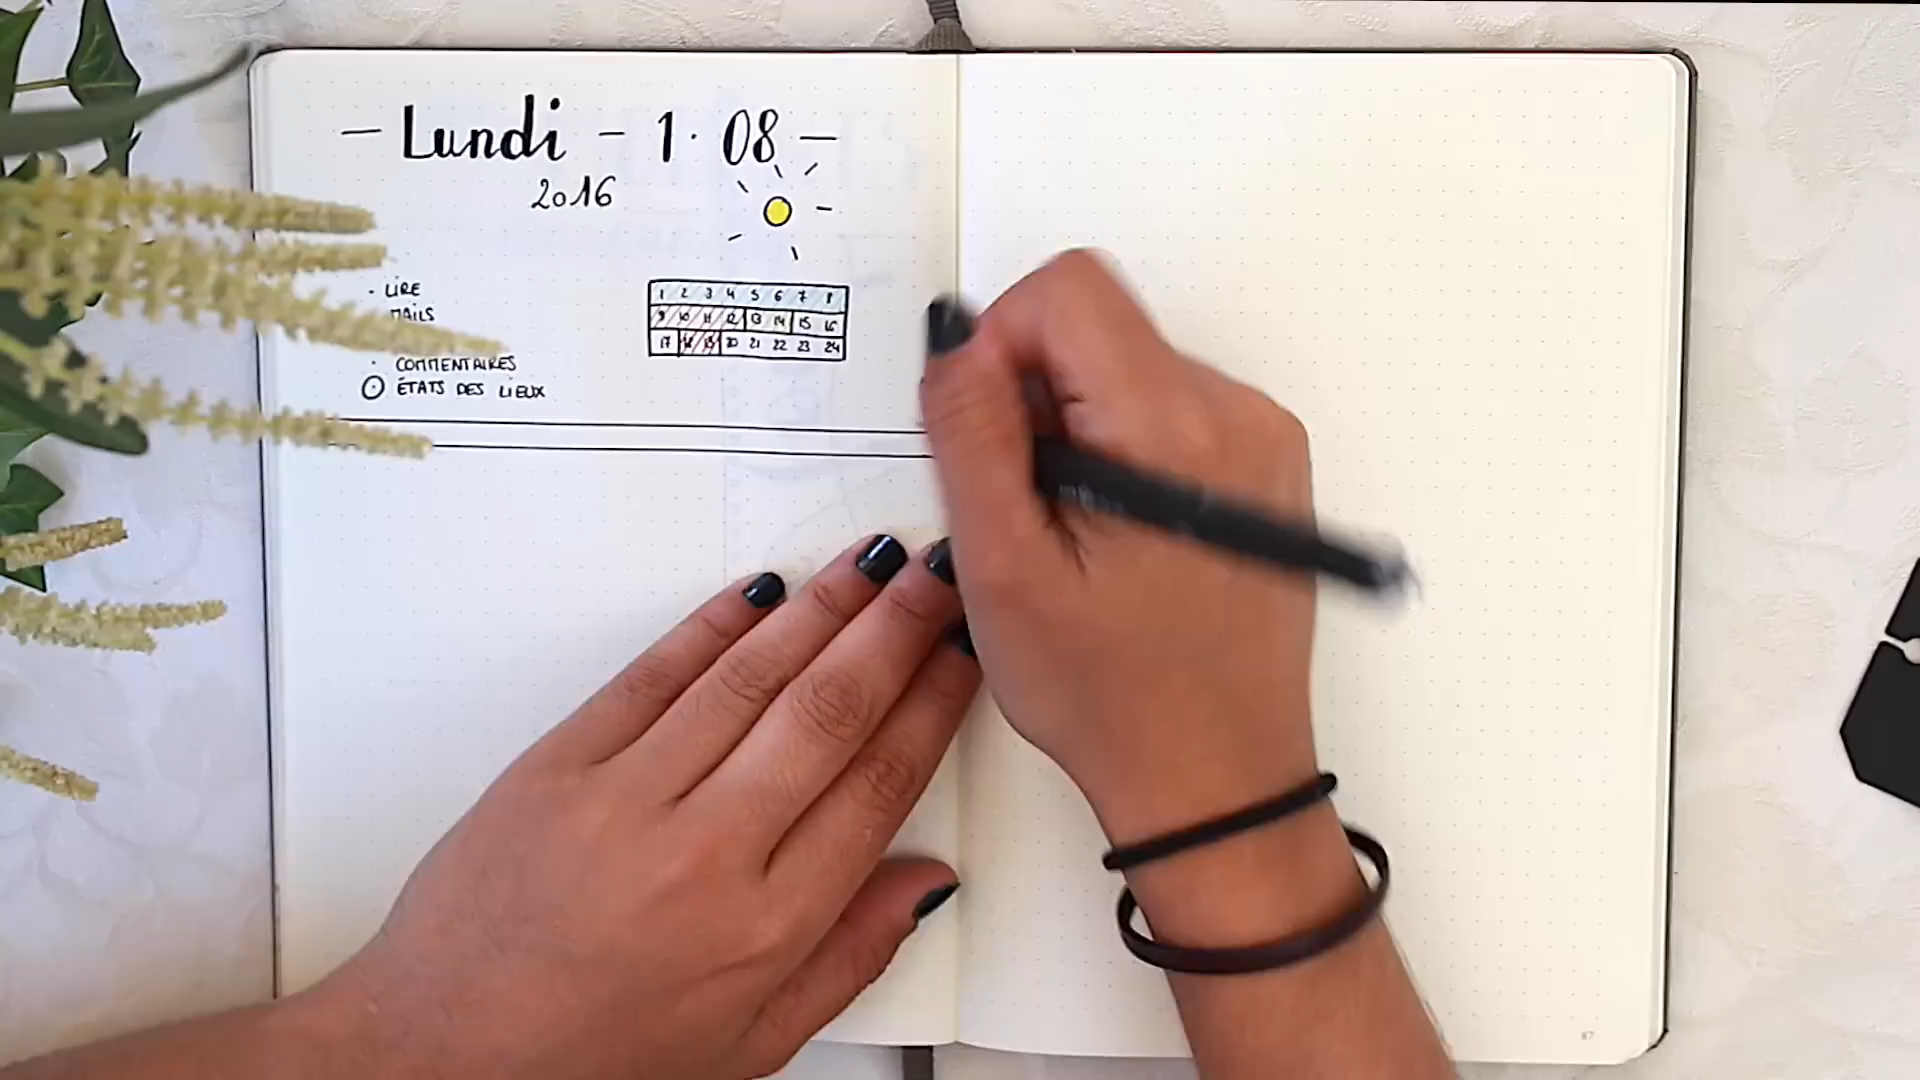 — Lundi — 1 · 08 —
2016
· LIRE
MAILS
· COMMENTAIRES
ÉTATS DES LIEUX
1 2 3 4 5 6 7 8
9 10 11 12 13 14 15 16
17 18 19 20 21 22 23 24
87